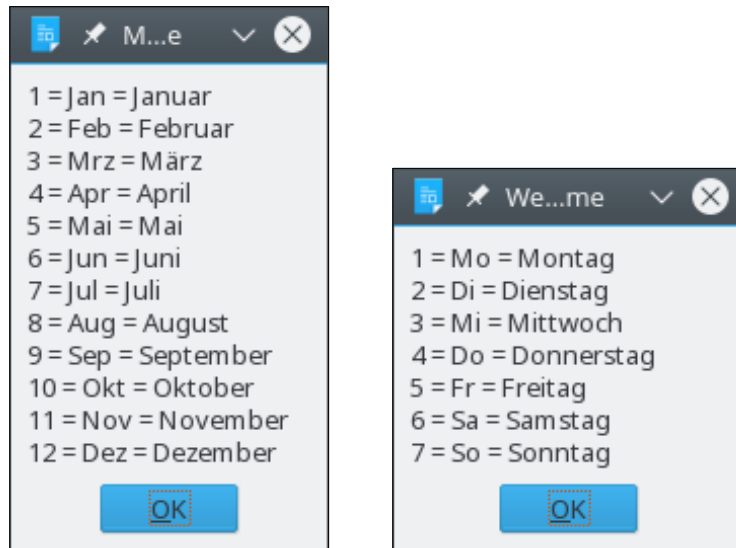 M...e
1 = Jan = Januar
2 = Feb = Februar
3 = Mrz = März
4 = Apr = April
5 = Mai = Mai
6 = Jun = Juni
7 = Jul = Juli
8 = Aug = August
9 = Sep = September
10 = Okt = Oktober
11 = Nov = November
12 = Dez = Dezember
OK
We...me
1 = Mo = Montag
2 = Di = Dienstag
3 = Mi = Mittwoch
4 = Do = Donnerstag
5 = Fr = Freitag
6 = Sa = Samstag
7 = So = Sonntag
OK